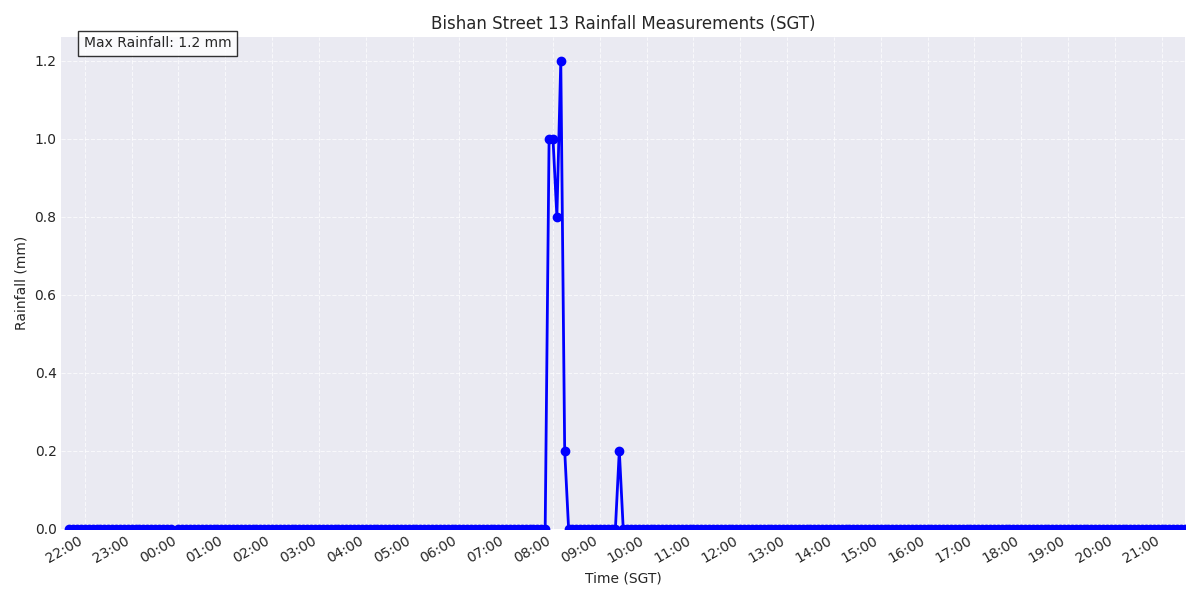 Bishan Street 13 Rainfall Measurements (SGT)
Max Rainfall: 1.2 mm
1.2
1.0
0.8
0.6
0.4
0.2
0.0
Rainfall (mm)
22:00 23:00 00:00 01:00 02:00 03:00 04:00 05:00 06:00 07:00 08:00 09:00 10:00 11:00 12:00 13:00 14:00 15:00 16:00 17:00 18:00 19:00 20:00 21:00
Time (SGT)